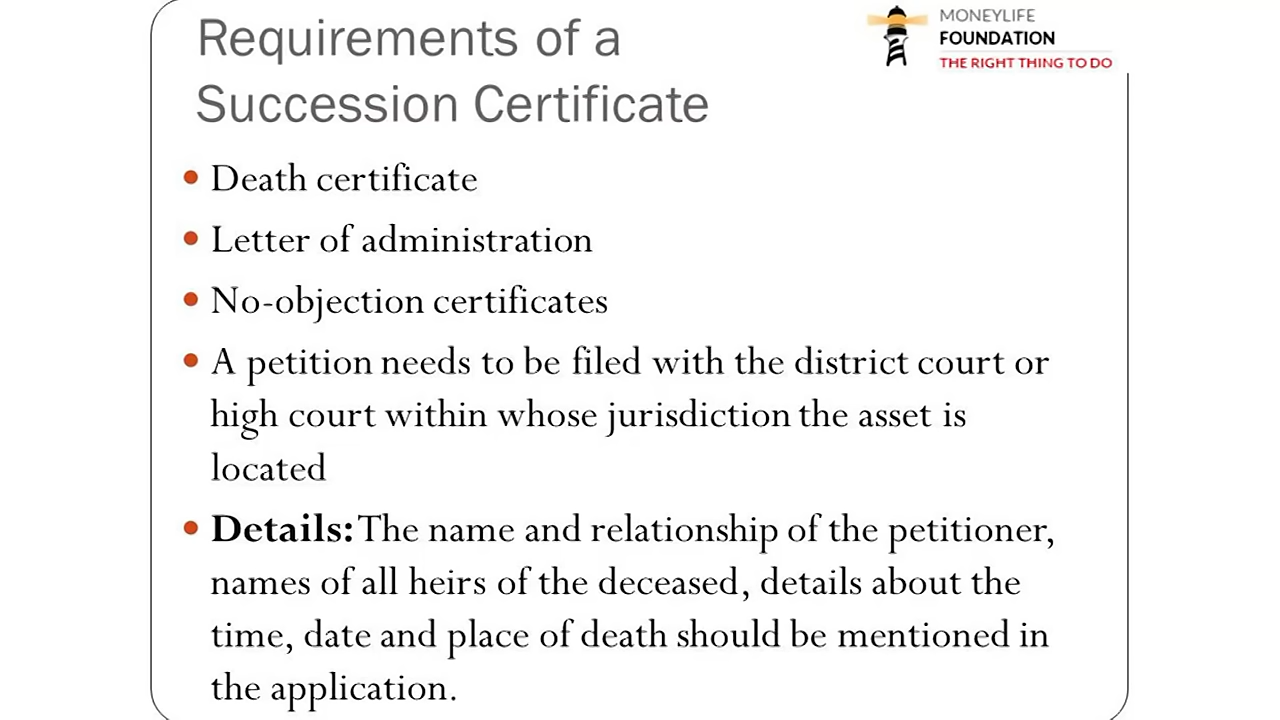 Requirements of a
Succession Certificate
MONEYLIFE
FOUNDATION
THE RIGHT THING TO DO
• Death certificate
• Letter of administration
• No-objection certificates
• A petition needs to be filed with the district court or
high court within whose jurisdiction the asset is
located
• Details: The name and relationship of the petitioner,
names of all heirs of the deceased, details about the
time, date and place of death should be mentioned in
the application.